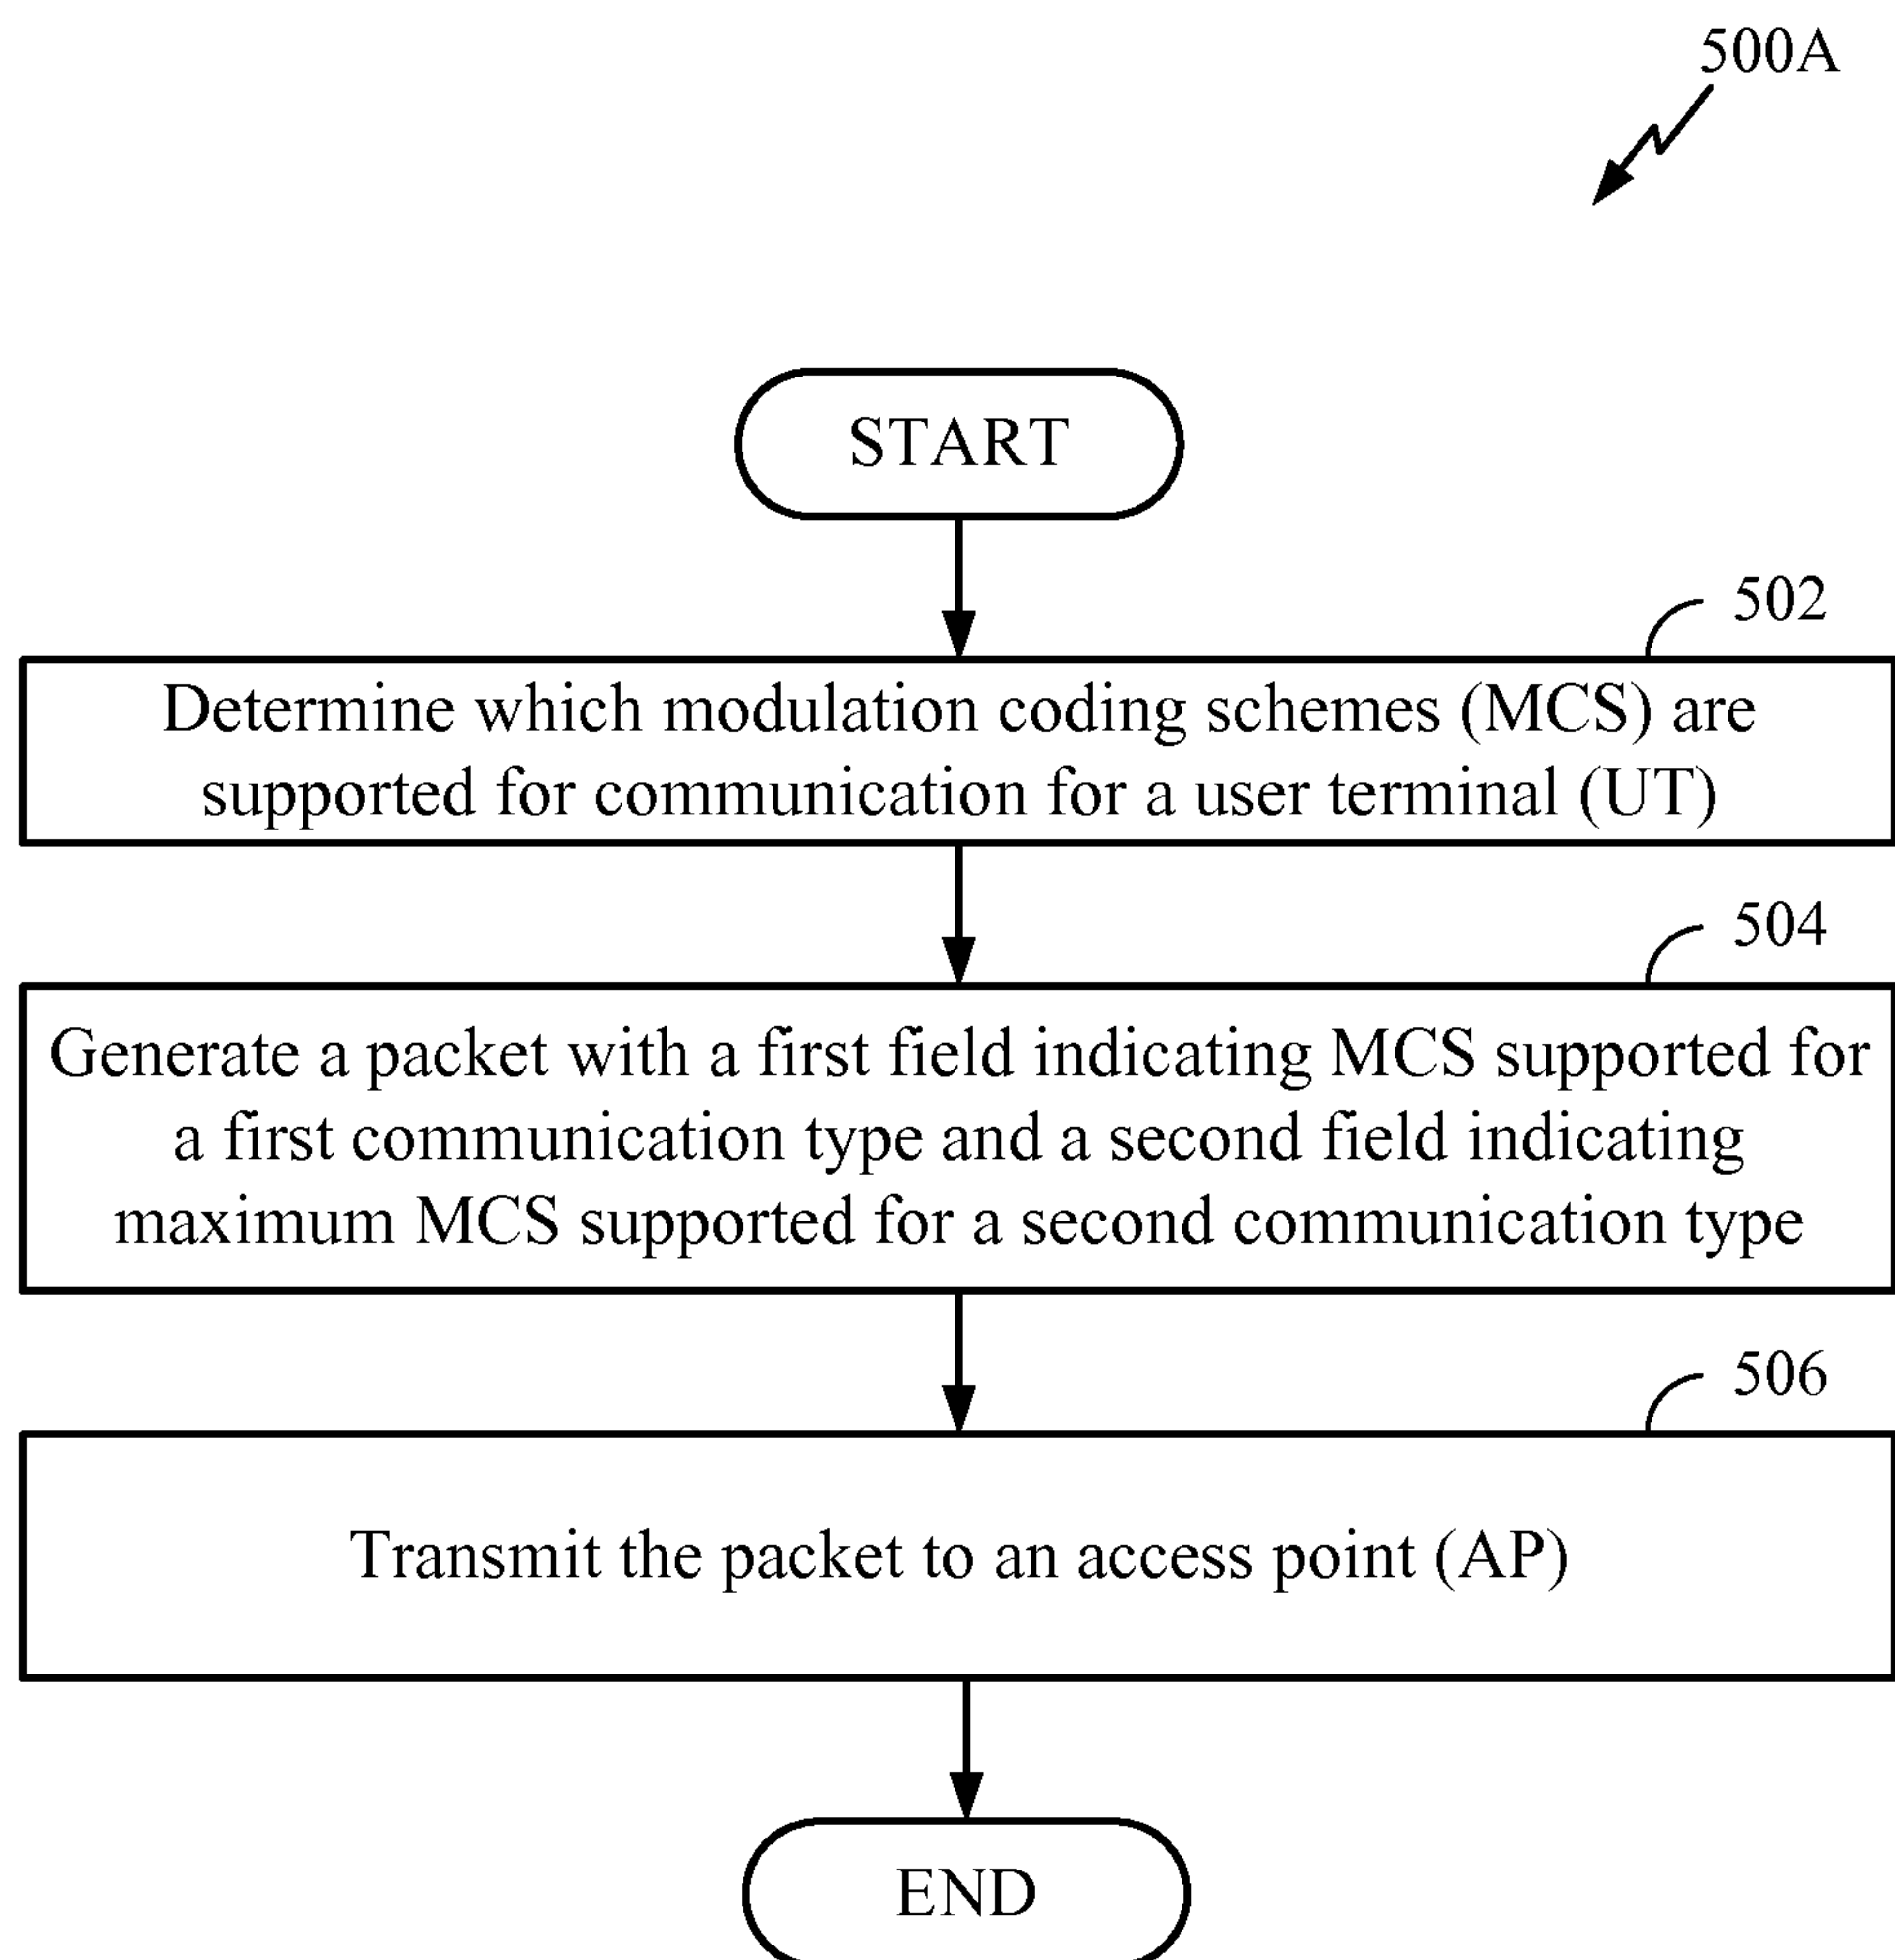 500A
START
502
Determine which modulation coding schemes (MCS) are
supported for communication for a user terminal (UT)
504
Generate a packet with a first field indicating MCS supported for
a first communication type and a second field indicating
maximum MCS supported for a second communication type
506
Transmit the packet to an access point (AP)
END